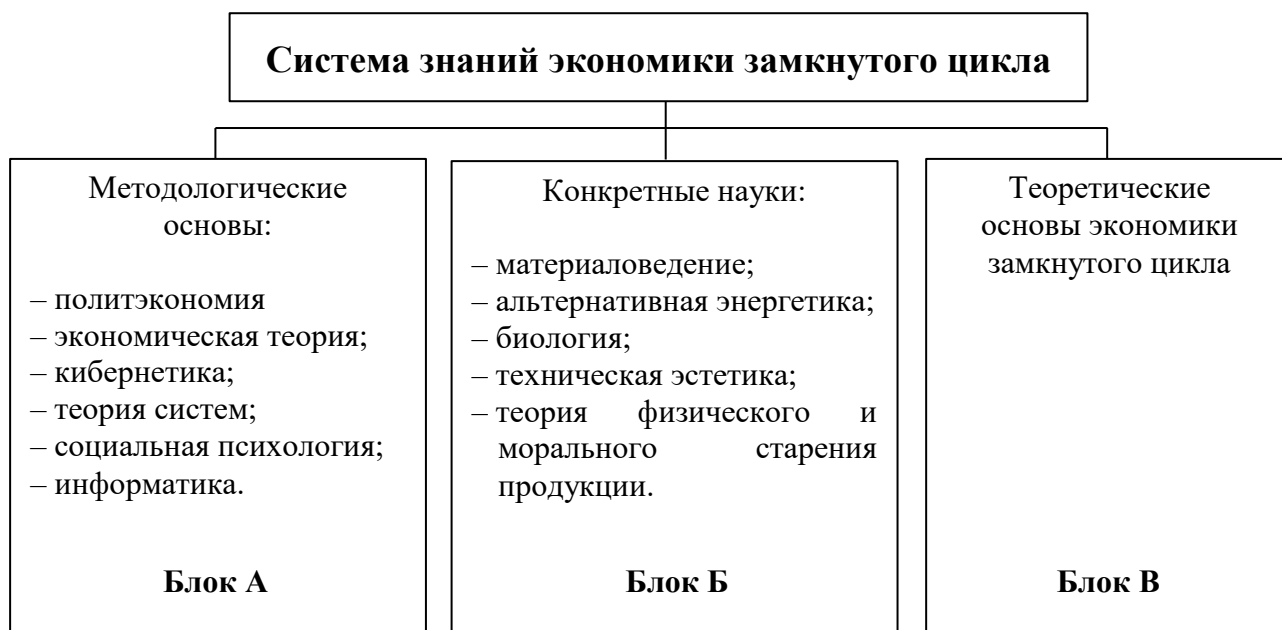 Система знаний экономики замкнутого цикла
Методологические
основы:
– политэкономия
– экономическая теория;
– кибернетика;
– теория систем;
– социальная психология;
– информатика.
Блок А
Конкретные науки:
– материаловедение;
– альтернативная энергетика;
– биология;
– техническая эстетика;
– теория физического и
морального старения
продукции.
Блок Б
Теоретические
основы экономики
замкнутого цикла
Блок В